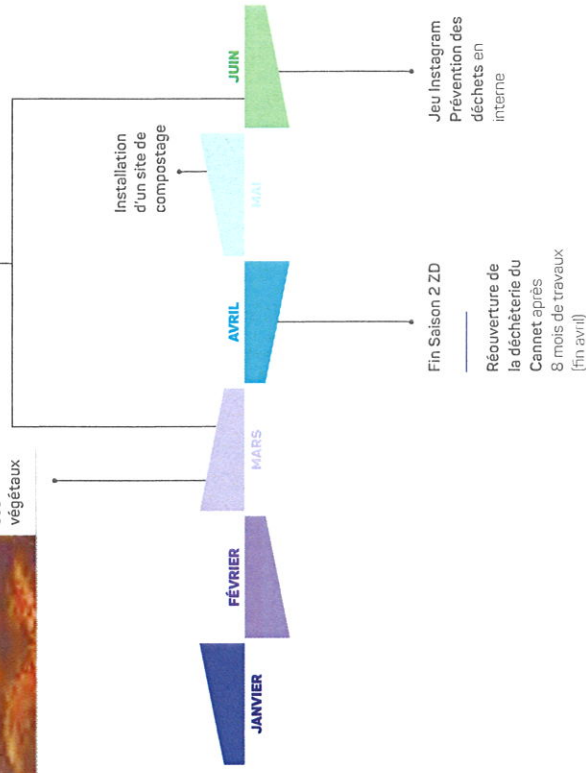 végétaux
Installation
d'un site de
compostage
JANVIER
FÉVRIER
MARS
AVRIL
MAI
JUIN
Fin Saison 2 ZD
Réouverture de
la déchèterie du
Cannet après
8 mois de travaux
(fin avril)
Jeu Instagram
Prévention des
déchets en
interne